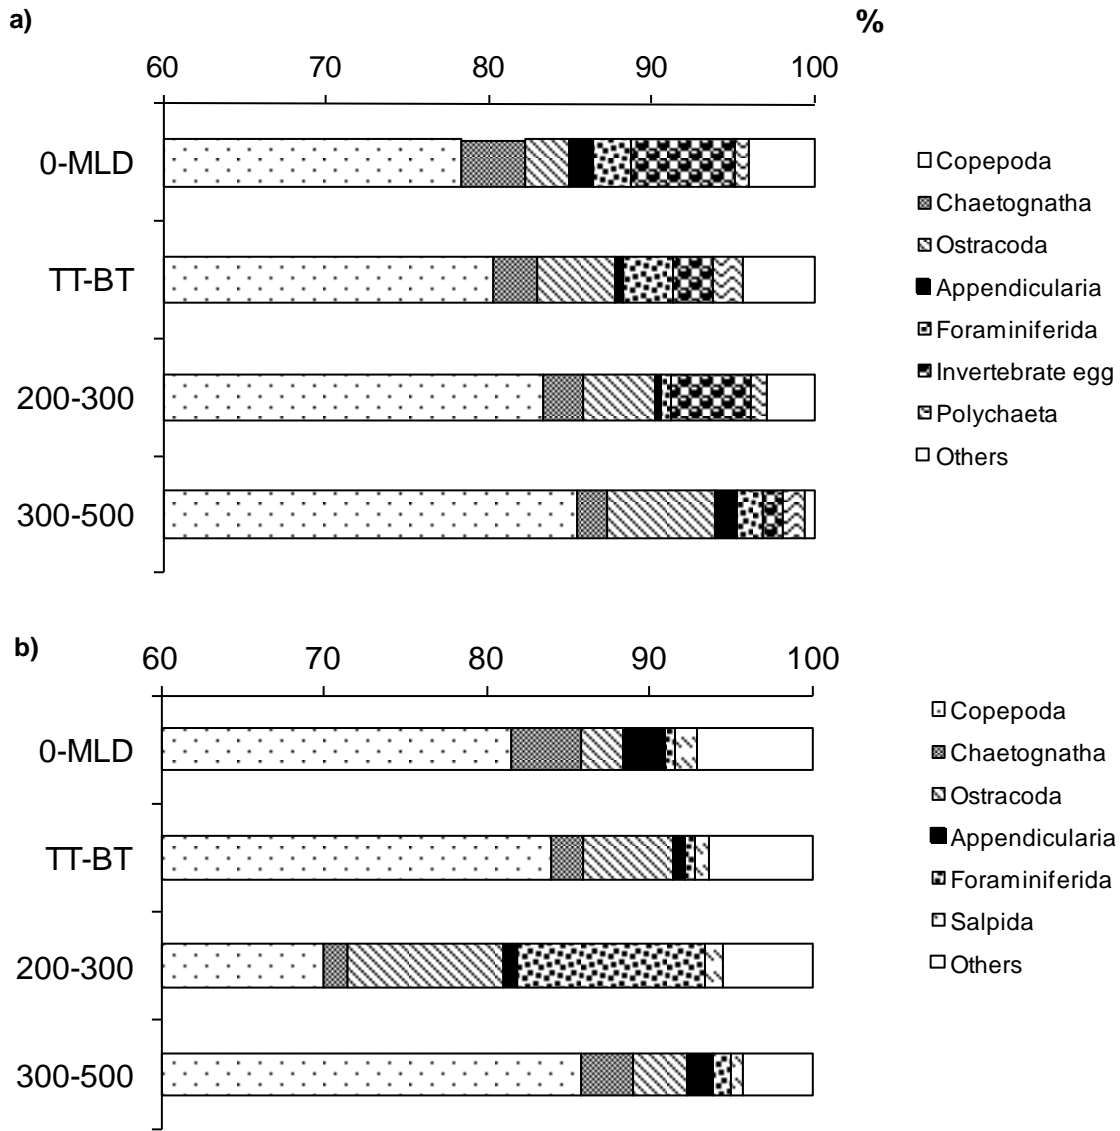 a)
%
60 70 80 90 100
0-MLD
TT-BT
200-300
300-500
Copepoda
Chaetognatha
Ostracoda
Appendicularia
Foraminiferida
Invertebrate egg
Polychaeta
Others
b)
60 70 80 90 100
0-MLD
TT-BT
200-300
300-500
Copepoda
Chaetognatha
Ostracoda
Appendicularia
Foraminiferida
Salpida
Others